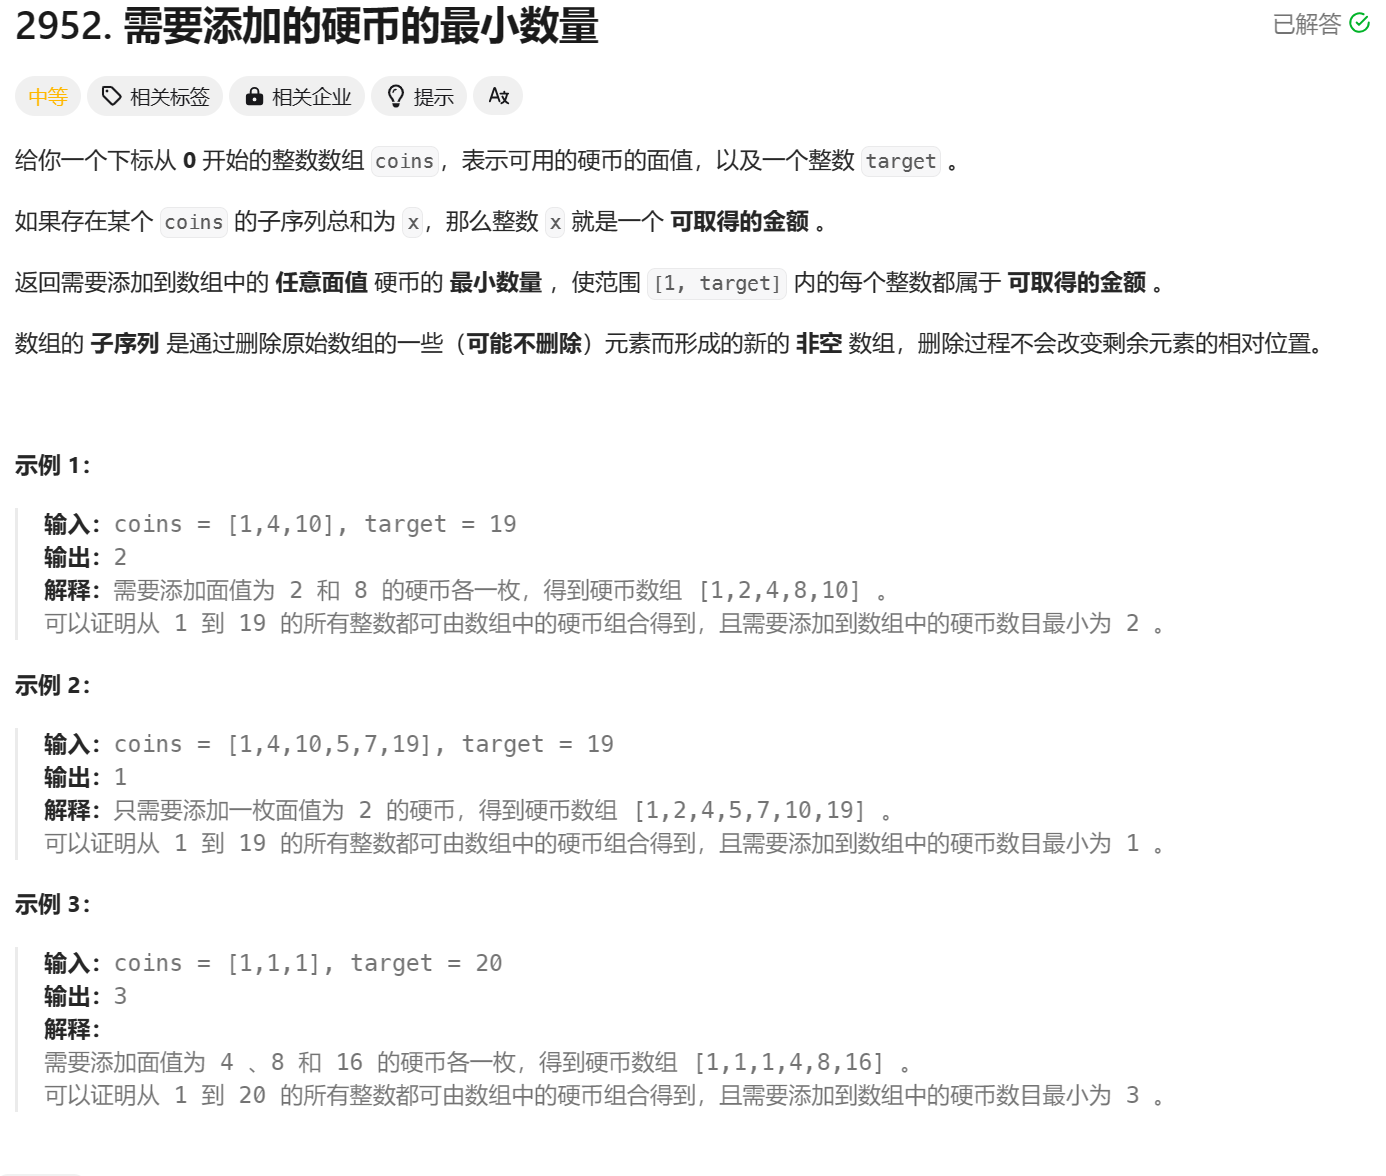 2952. 需要添加的硬币的最小数量
已解答
中等 相关标签 相关企业 提示 A文
给你一个下标从 0 开始的整数数组 coins，表示可用的硬币的面值，以及一个整数 target 。
如果存在某个 coins 的子序列总和为 x，那么整数 x 就是一个 可取得的金额 。
返回需要添加到数组中的 任意面值 硬币的 最小数量 ，使范围 [1, target] 内的每个整数都属于 可取得的金额 。
数组的 子序列 是通过删除原始数组的一些（可能不删除）元素而形成的新的 非空 数组，删除过程不会改变剩余元素的相对位置。
示例 1：
输入：coins = [1,4,10], target = 19
输出：2
解释：需要添加面值为 2 和 8 的硬币各一枚，得到硬币数组 [1,2,4,8,10] 。
可以证明从 1 到 19 的所有整数都可由数组中的硬币组合得到，且需要添加到数组中的硬币数目最小为 2 。
示例 2：
输入：coins = [1,4,10,5,7,19], target = 19
输出：1
解释：只需要添加一枚面值为 2 的硬币，得到硬币数组 [1,2,4,5,7,10,19] 。
可以证明从 1 到 19 的所有整数都可由数组中的硬币组合得到，且需要添加到数组中的硬币数目最小为 1 。
示例 3：
输入：coins = [1,1,1], target = 20
输出：3
解释：
需要添加面值为 4 、8 和 16 的硬币各一枚，得到硬币数组 [1,1,1,4,8,16] 。
可以证明从 1 到 20 的所有整数都可由数组中的硬币组合得到，且需要添加到数组中的硬币数目最小为 3 。